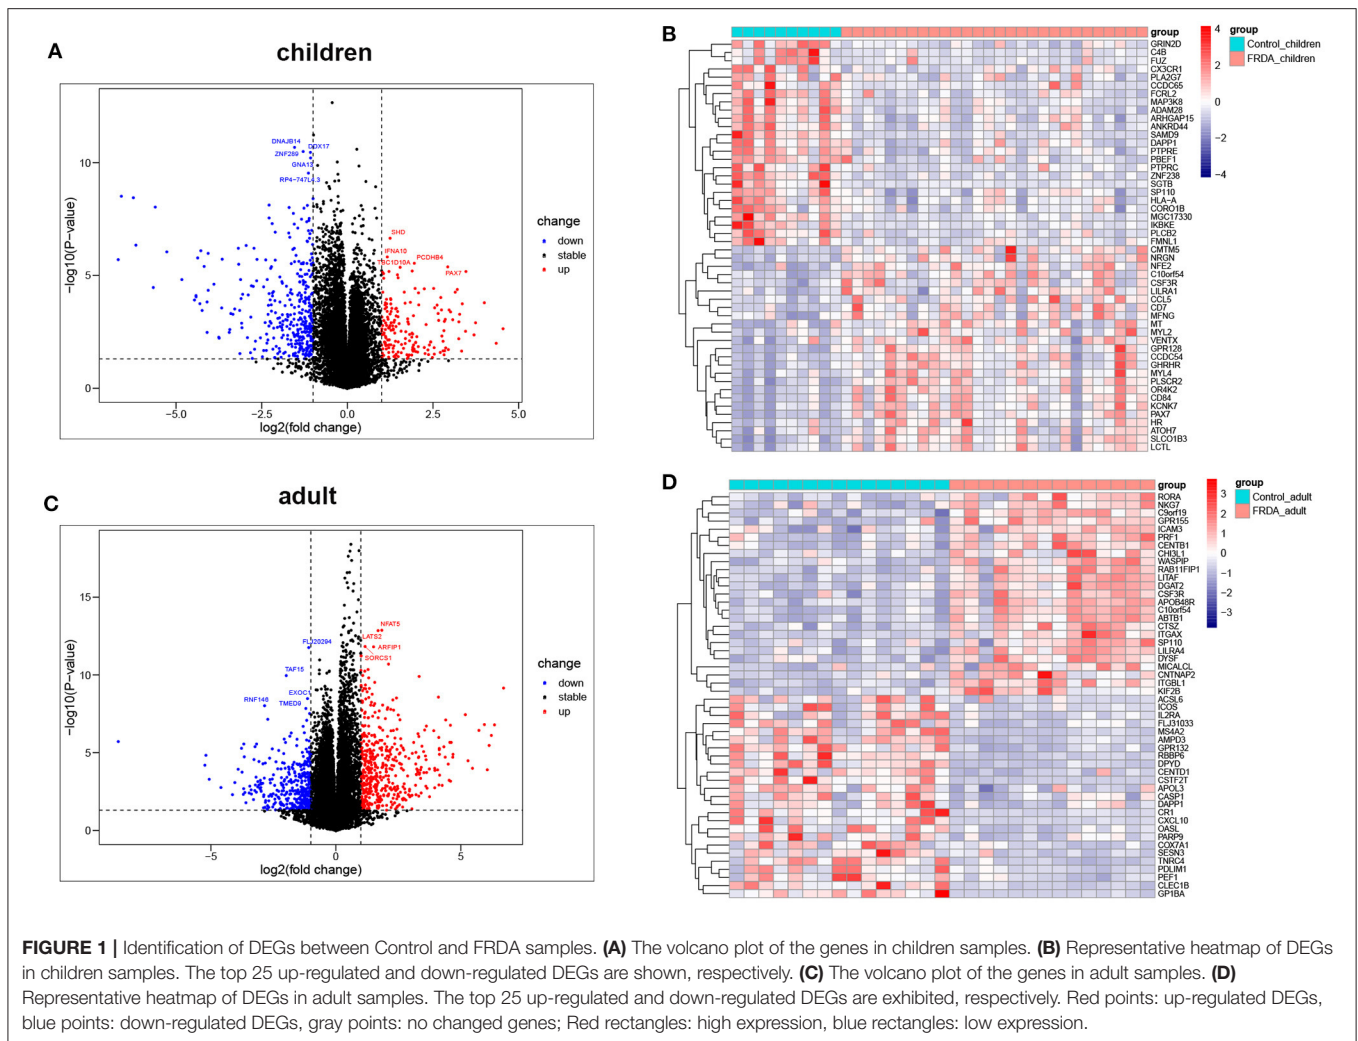 A
children
DNAJB14
DDX17
ZNF289
GNA13
RP4-747L4.3
SHD
IFNA10
TBC1D10A
PCDHB4
PAX7
10
5
0
−log10(P−value)
−5.0
−2.5
0.0
2.5
5.0
log2(fold change)
change
down
stable
up
B
group
GRIN2D
C4B
FUZ
CX3CR1
PLA2G7
CCDC65
FCRL2
MAP3K8
ADAM28
ARHGAP15
ANKRD44
SAMD9
DAPP1
PTPRE
PBEF1
PTPRC
ZNF238
SGTB
SP110
HLA−A
CORO1B
MGC17330
IKBKE
PLCB2
FMNL1
CMTM5
NRGN
NFE2
C10orf54
CSF3R
LILRA1
CCL5
CD7
MFNG
MT
MYL2
VENTX
GPR128
CCDC54
GHRHR
MYL4
PLSCR2
OR4K2
CD84
KCNK7
PAX7
HR
ATOH7
SLCO1B3
LCTL
4
2
0
−2
−4
group
Control_children
FRDA_children
C
adult
NFAT5
FLJ20294
LATS2
ARFIP1
SORCS1
TAF15
EXOC1
RNF146
TMED9
15
10
5
0
−log10(P−value)
−5
0
5
log2(fold change)
change
down
stable
up
D
group
RORA
NKG7
C9orf19
GPR155
ICAM3
PRF1
CENTB1
CHI3L1
WASPIP
RAB11FIP1
LITAF
DGAT2
CSF3R
APOB48R
C10orf54
ABTB1
CTSZ
ITGAX
SP110
LILRA4
DYSF
MICALCL
CNTNAP2
ITGBL1
KIF2B
ACSL6
ICOS
IL2RA
FLJ31033
MS4A2
AMPD3
GPR132
RBBP6
DPYD
CENTD1
CSTF2T
APOL3
CASP1
DAPP1
CR1
CXCL10
OASL
PARP9
COX7A1
SESN3
TNRC4
PDLIM1
PEF1
CLEC1B
GP1BA
3
2
1
0
−1
−2
−3
group
Control_adult
FRDA_adult
FIGURE 1 | Identification of DEGs between Control and FRDA samples. (A) The volcano plot of the genes in children samples. (B) Representative heatmap of DEGs
in children samples. The top 25 up-regulated and down-regulated DEGs are shown, respectively. (C) The volcano plot of the genes in adult samples. (D)
Representative heatmap of DEGs in adult samples. The top 25 up-regulated and down-regulated DEGs are exhibited, respectively. Red points: up-regulated DEGs,
blue points: down-regulated DEGs, gray points: no changed genes; Red rectangles: high expression, blue rectangles: low expression.